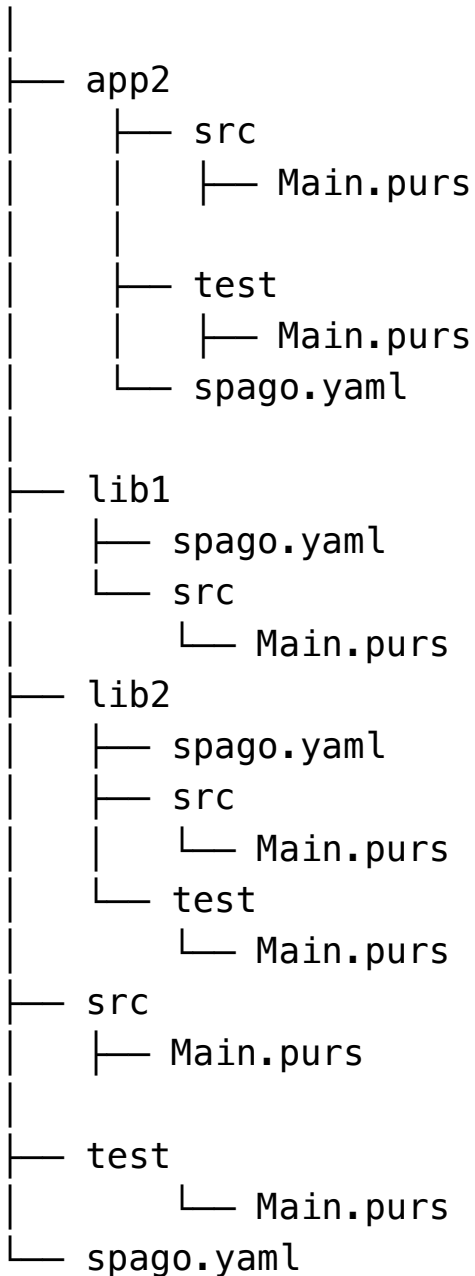 │
├── app2
│    ├── src
│    │   ├── Main.purs
│    │
│    ├── test
│    │   ├── Main.purs
│    └── spago.yaml
│
├── lib1
│   ├── spago.yaml
│   └── src
│       └── Main.purs
├── lib2
│   ├── spago.yaml
│   ├── src
│   │   └── Main.purs
│   └── test
│       └── Main.purs
├── src
│   ├── Main.purs
│
├── test
│       └── Main.purs
└── spago.yaml